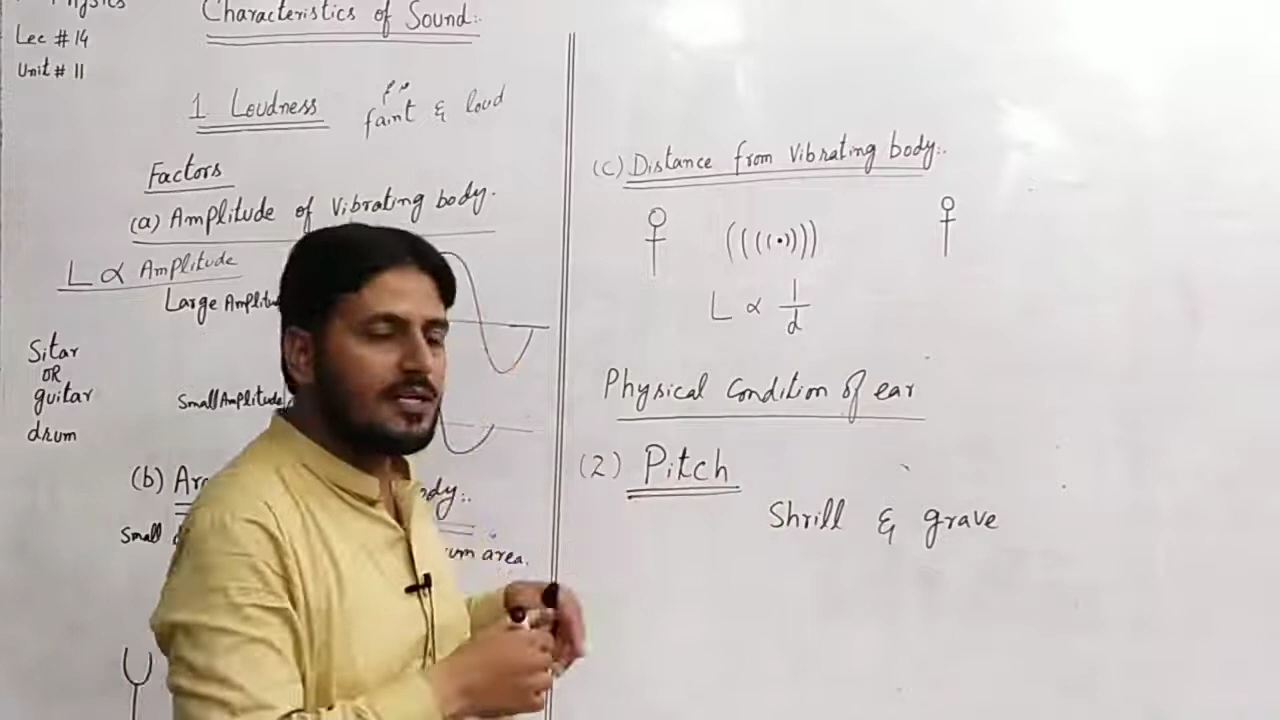 Physics
Lec # 14
Unit # 11
Characteristics of Sound:.
1 Loudness
faint & loud
Factors
(a) Amplitude of Vibrating body.
L ∝ Amplitude
Large Amplitu
Sitar
OR
guitar
drum
Small Amplitude
(b) Ar
ody:.
Small
um area.
(c) Distance from Vibrating body:.
L ∝ 1/d
Physical Condition of ear
(2) Pitch
Shrill & grave